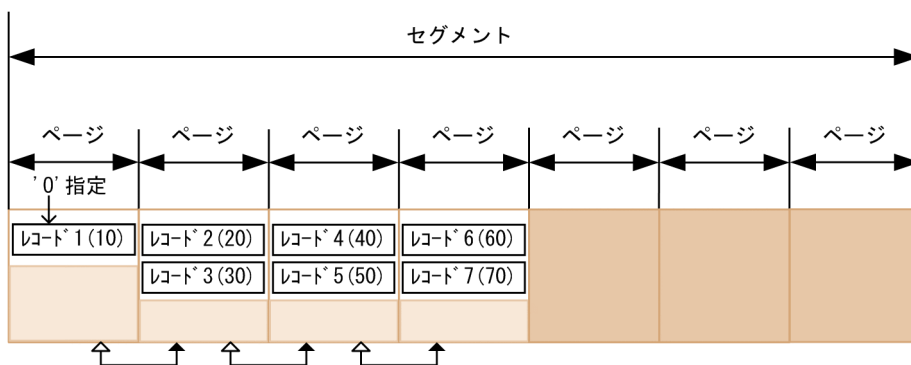 セグメント
ページ ページ ページ ページ ページ ページ ページ
'0'指定
ﾚｺｰﾄﾞ1(10) ﾚｺｰﾄﾞ2(20) ﾚｺｰﾄﾞ4(40) ﾚｺｰﾄﾞ6(60)
ﾚｺｰﾄﾞ3(30) ﾚｺｰﾄﾞ5(50) ﾚｺｰﾄﾞ7(70)